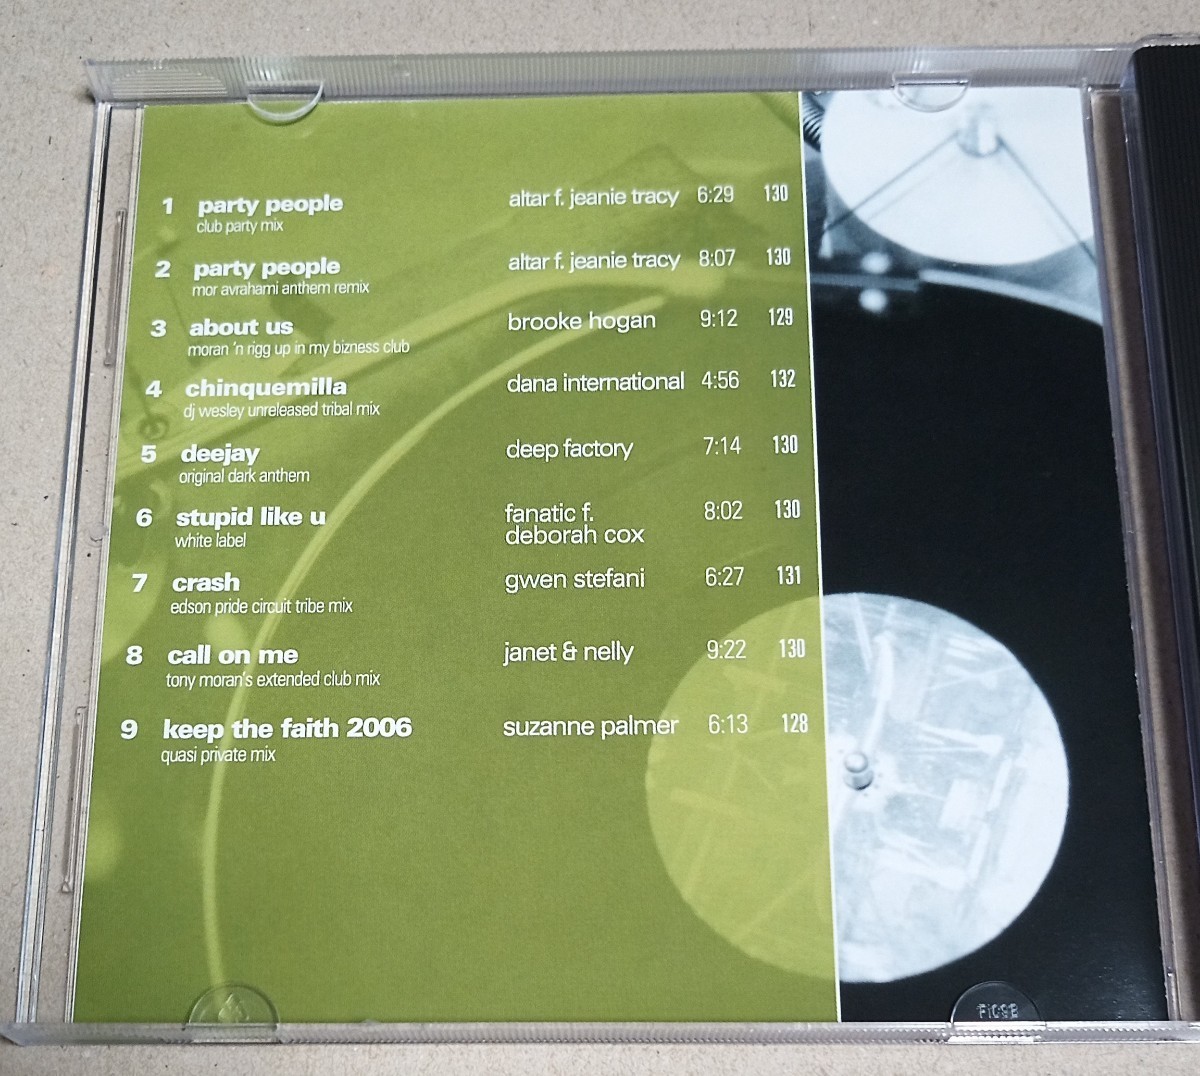 1 party people altar f. jeanie tracy 6:29 130
club party mix
2 party people altar f. jeanie tracy 8:07 130
mor avrahami anthem remix
3 about us brooke hogan 9:12 129
moran 'n rigg up in my bizness club
4 chinquemilla dana international 4:56 132
dj wesley unreleased tribal mix
5 deejay deep factory 7:14 130
original dark anthem
6 stupid like u fanatic f. 8:02 130
white label deborah cox
7 crash gwen stefani 6:27 131
edson pride circuit tribe mix
8 call on me janet & nelly 9:22 130
tony moran's extended club mix
9 keep the faith 2006 suzanne palmer 6:13 128
quasi private mix